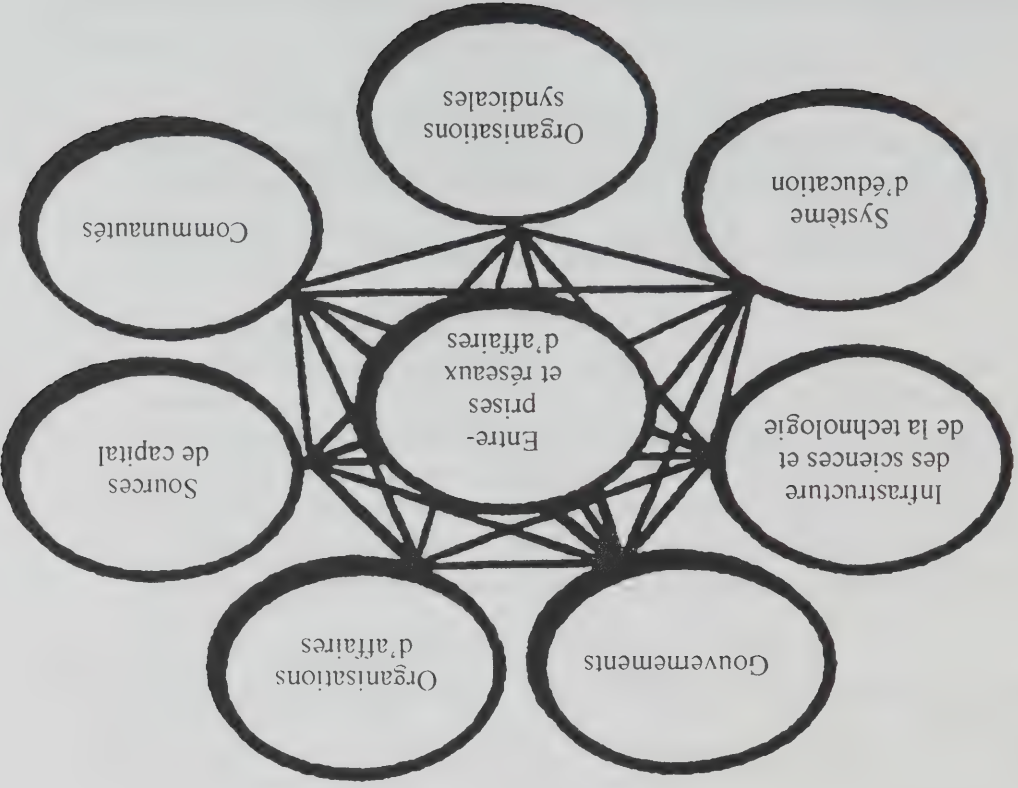 Gouvernements
Organisations
d'affaires
Infrastructure
des sciences et
de la technologie
Entre-
prises
et réseaux
d'affaires
Sources
de capital
Système
d'éducation
Communautés
Organisations
syndicales